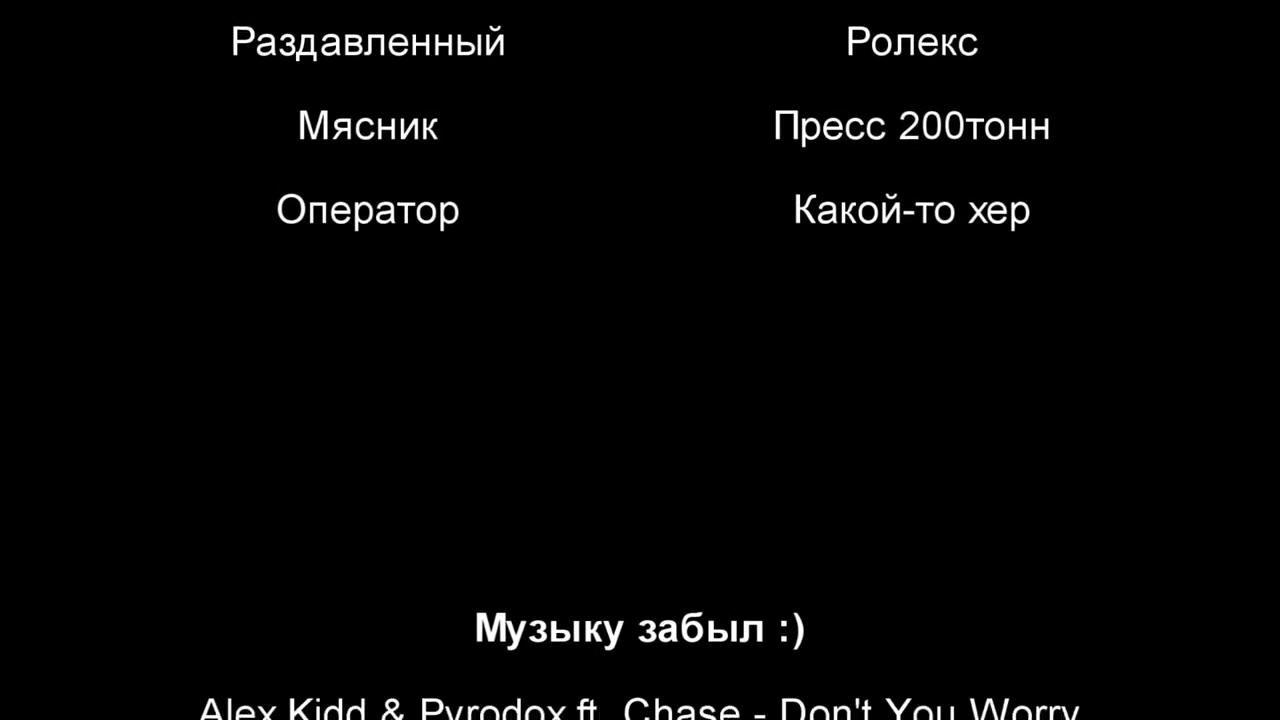 Раздавленный Ролекс
Мясник Пресс 200тонн
Оператор Какой-то хер
Музыку забыл :)
Alex Kidd & Pyrodox ft. Chase - Don't You Worry